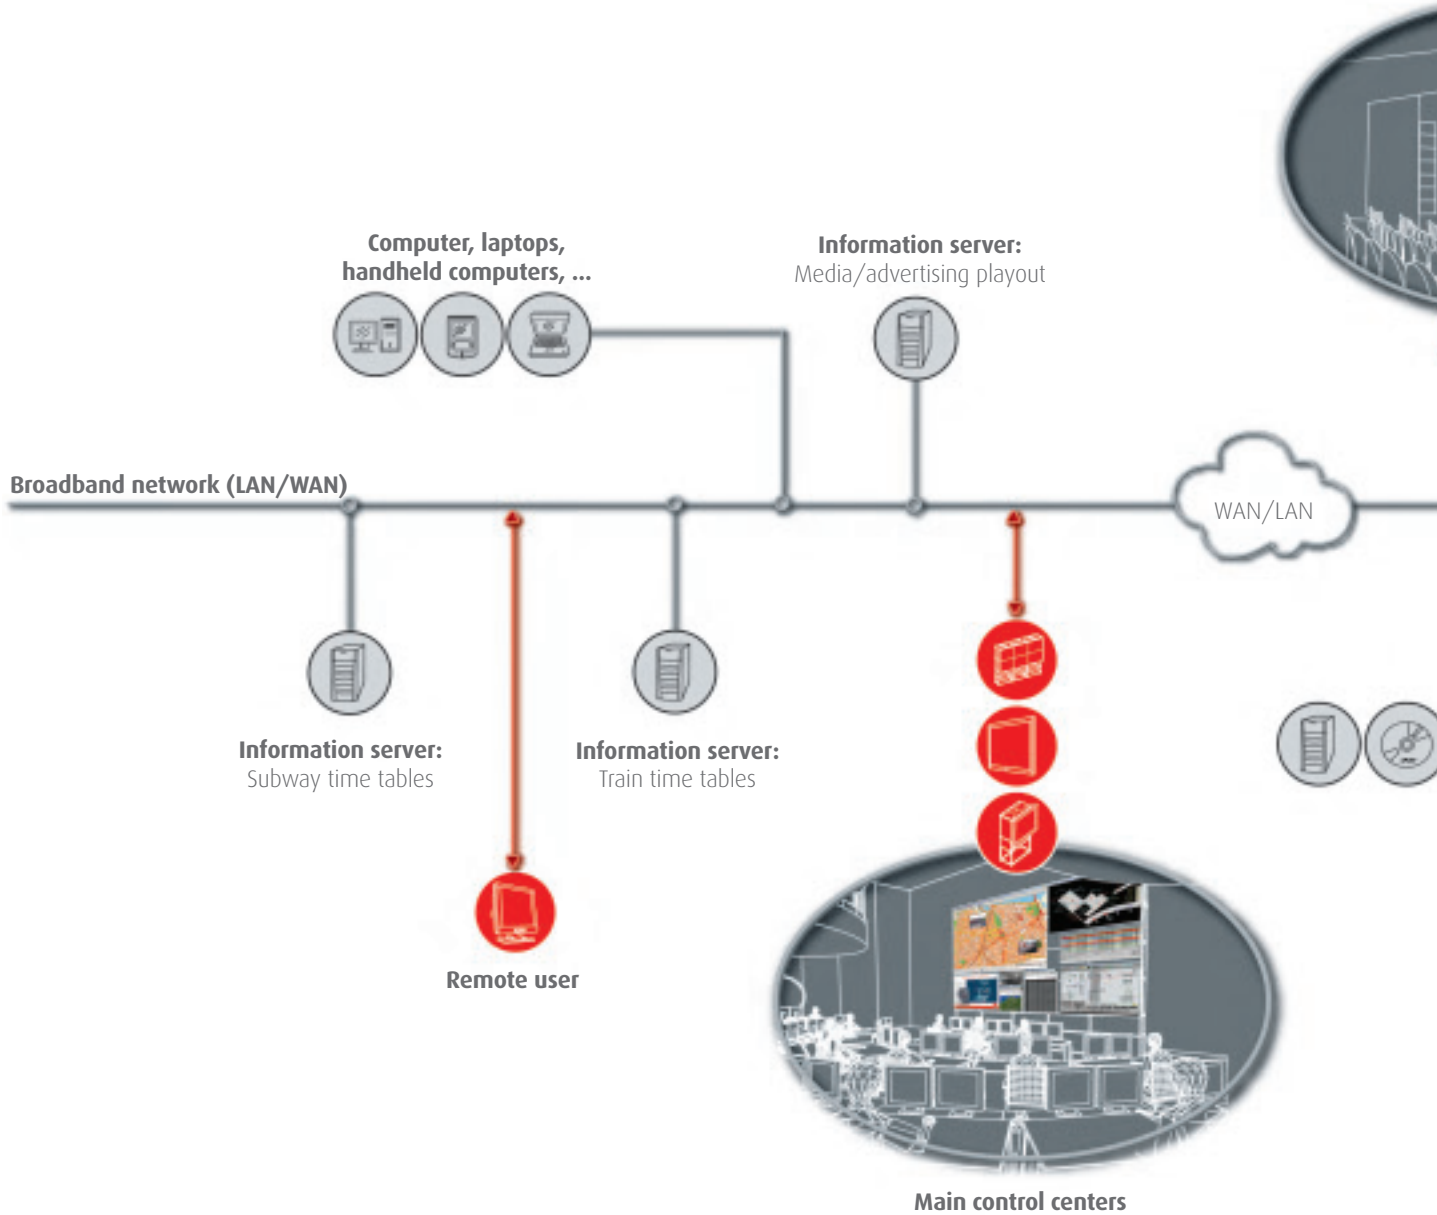 Computer, laptops,
handheld computers, ...
Information server:
Media/advertising playout
Broadband network (LAN/WAN)
WAN/LAN
Information server:
Subway time tables
Information server:
Train time tables
Remote user
Main control centers